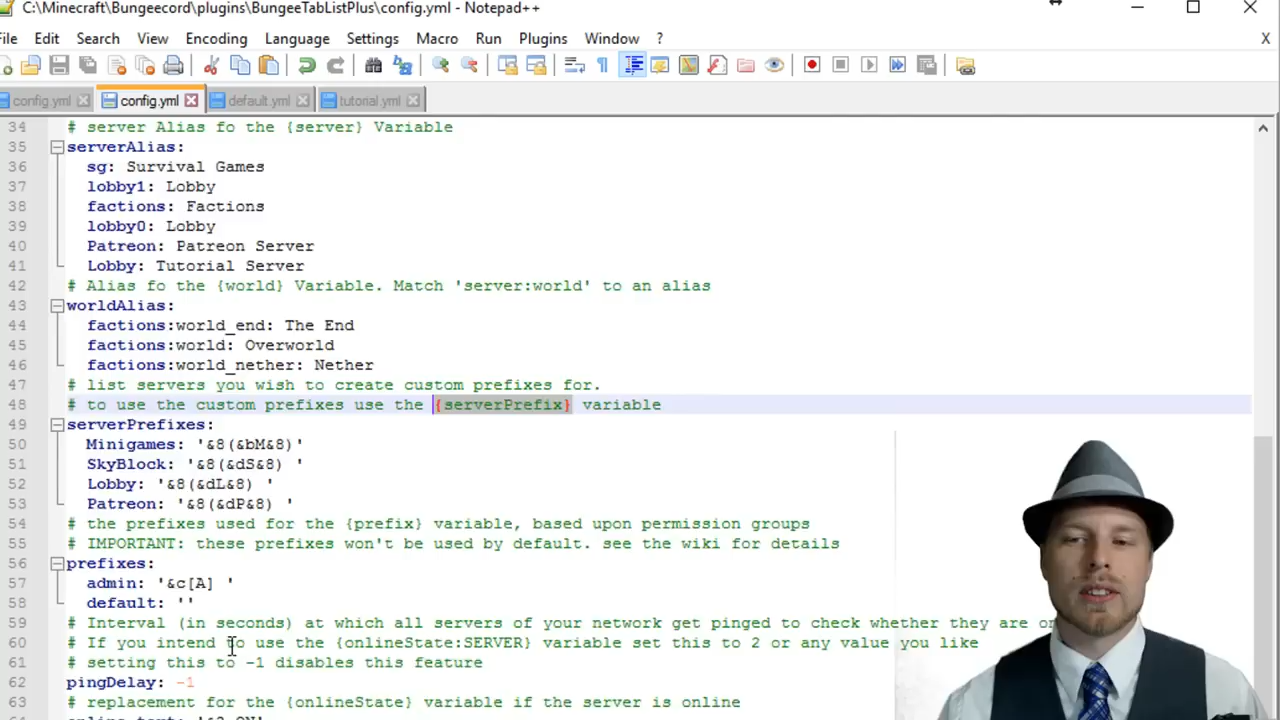 C:\Minecraft\Bungeecord\plugins\BungeeTabListPlus\config.yml - Notepad++
File Edit Search View Encoding Language Settings Macro Run Plugins Window ? X
config.yml config.yml default.yml tutorial.yml
34 # server Alias fo the {server} Variable
35 serverAlias:
36 sg: Survival Games
37 lobby1: Lobby
38 factions: Factions
39 lobby0: Lobby
40 Patreon: Patreon Server
41 Lobby: Tutorial Server
42 # Alias fo the {world} Variable. Match 'server:world' to an alias
43 worldAlias:
44 factions:world_end: The End
45 factions:world: Overworld
46 factions:world_nether: Nether
47 # list servers you wish to create custom prefixes for.
48 # to use the custom prefixes use the {serverPrefix} variable
49 serverPrefixes:
50 Minigames: '&8(&bM&8)'
51 SkyBlock: '&8(&dS&8) '
52 Lobby: '&8(&dL&8) '
53 Patreon: '&8(&dP&8) '
54 # the prefixes used for the {prefix} variable, based upon permission groups
55 # IMPORTANT: these prefixes won't be used by default. see the wiki for details
56 prefixes:
57 admin: '&c[A] '
58 default: ''
59 # Interval (in seconds) at which all servers of your network get pinged to check whether they are
60 # If you intend to use the {onlineState:SERVER} variable set this to 2 or any value you like
61 # setting this to -1 disables this feature
62 pingDelay: -1
63 # replacement for the {onlineState} variable if the server is online